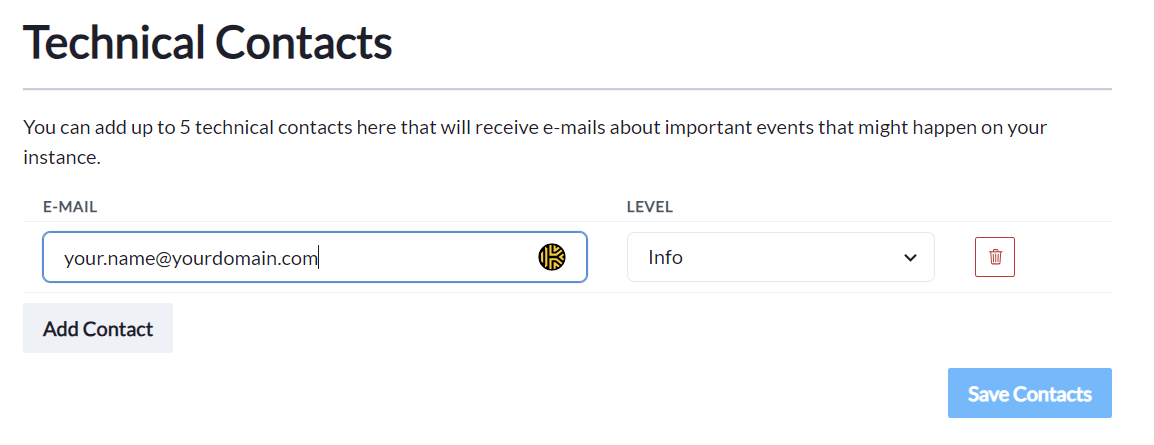 Technical Contacts
You can add up to 5 technical contacts here that will receive e-mails about important events that might happen on your
instance.
E-MAIL LEVEL
your.name@yourdomain.com Info
Add Contact
Save Contacts